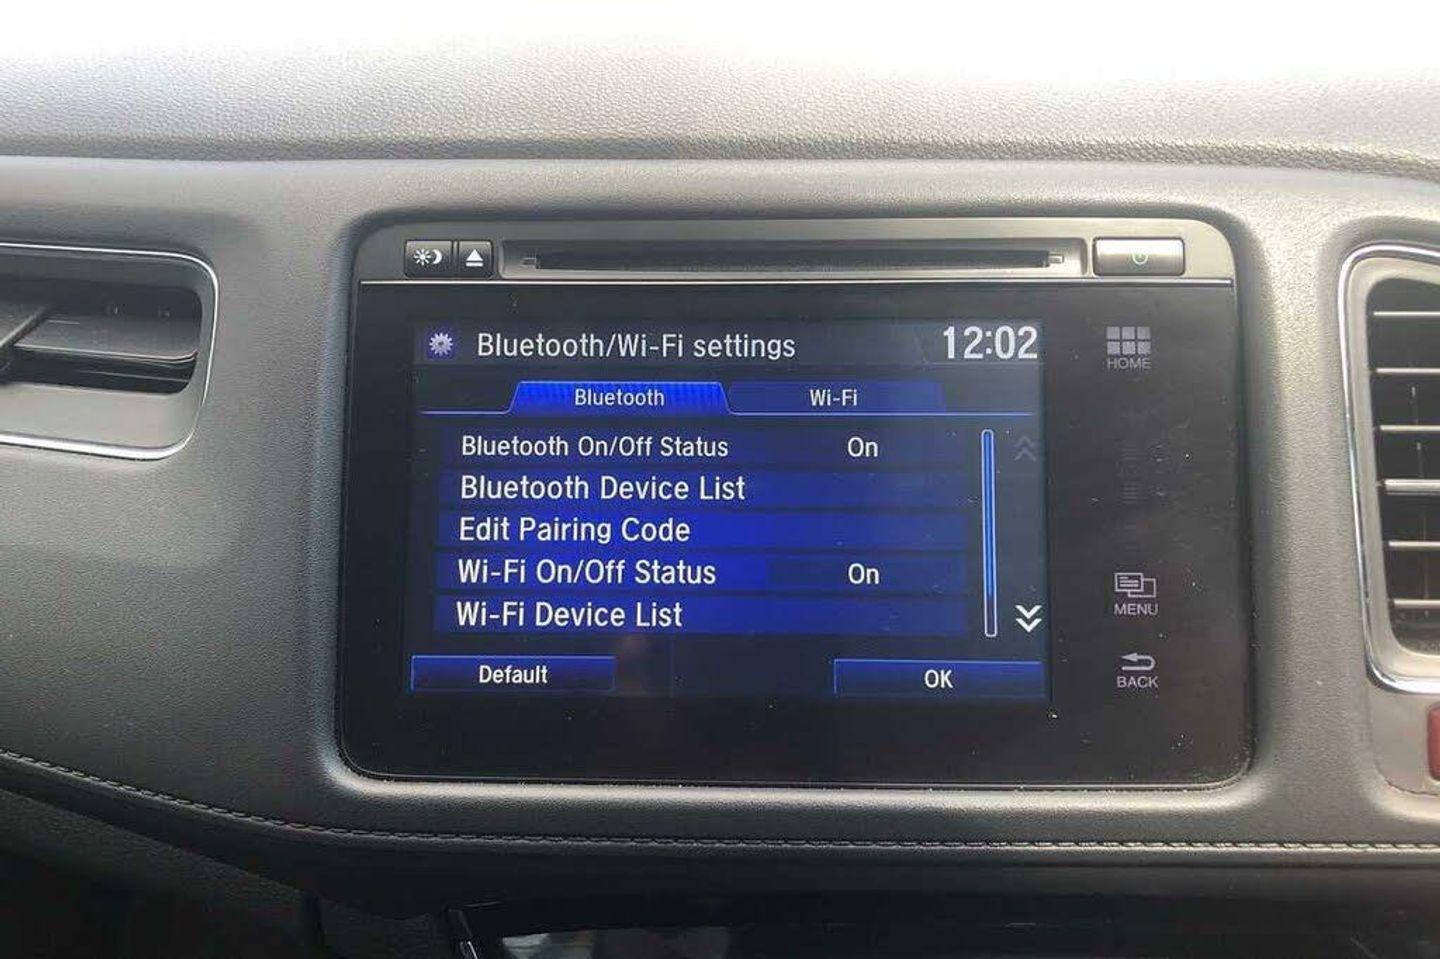 Bluetooth/Wi-Fi settings 12:02
HOME
Bluetooth Wi-Fi
Bluetooth On/Off Status On
Bluetooth Device List
Edit Pairing Code
Wi-Fi On/Off Status On
Wi-Fi Device List
MENU
Default OK
BACK